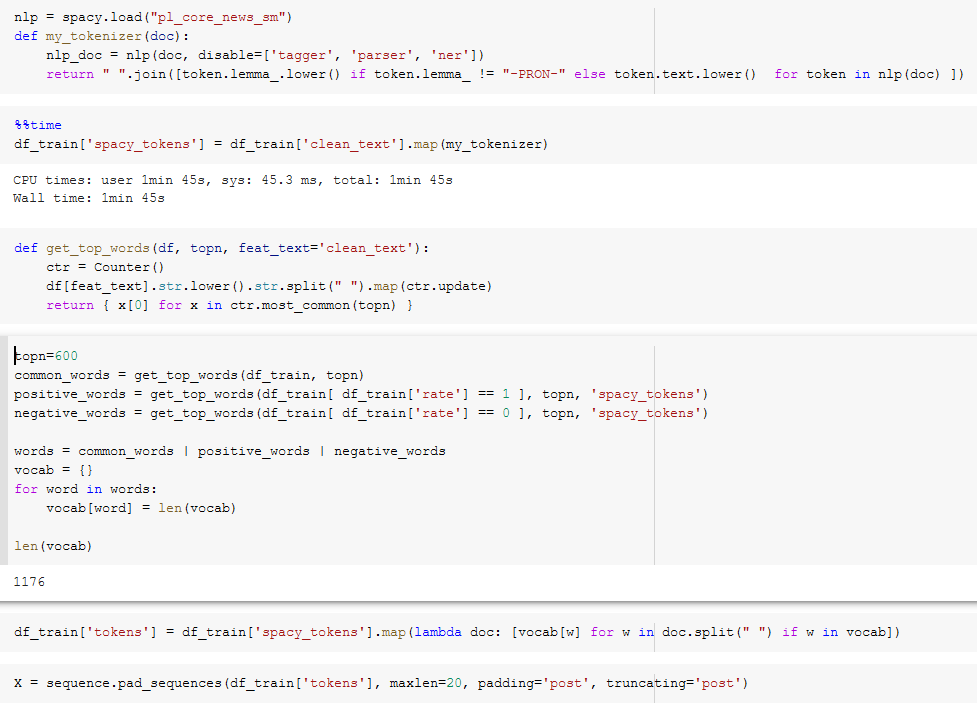 nlp = spacy.load("pl_core_news_sm")
def my_tokenizer(doc):
    nlp_doc = nlp(doc, disable=['tagger', 'parser', 'ner'])
    return " ".join([token.lemma_.lower() if token.lemma_ != "-PRON-" else token.text.lower()  for token in nlp(doc) ])
%%time
df_train['spacy_tokens'] = df_train['clean_text'].map(my_tokenizer)
CPU times: user 1min 45s, sys: 45.3 ms, total: 1min 45s
Wall time: 1min 45s
def get_top_words(df, topn, feat_text='clean_text'):
    ctr = Counter()
    df[feat_text].str.lower().str.split(" ").map(ctr.update)
    return { x[0] for x in ctr.most_common(topn) }
topn=600
common_words = get_top_words(df_train, topn)
positive_words = get_top_words(df_train[ df_train['rate'] == 1 ], topn, 'spacy_tokens')
negative_words = get_top_words(df_train[ df_train['rate'] == 0 ], topn, 'spacy_tokens')
words = common_words | positive_words | negative_words
vocab = {}
for word in words:
    vocab[word] = len(vocab)
len(vocab)
1176
df_train['tokens'] = df_train['spacy_tokens'].map(lambda doc: [vocab[w] for w in doc.split(" ") if w in vocab])
X = sequence.pad_sequences(df_train['tokens'], maxlen=20, padding='post', truncating='post')